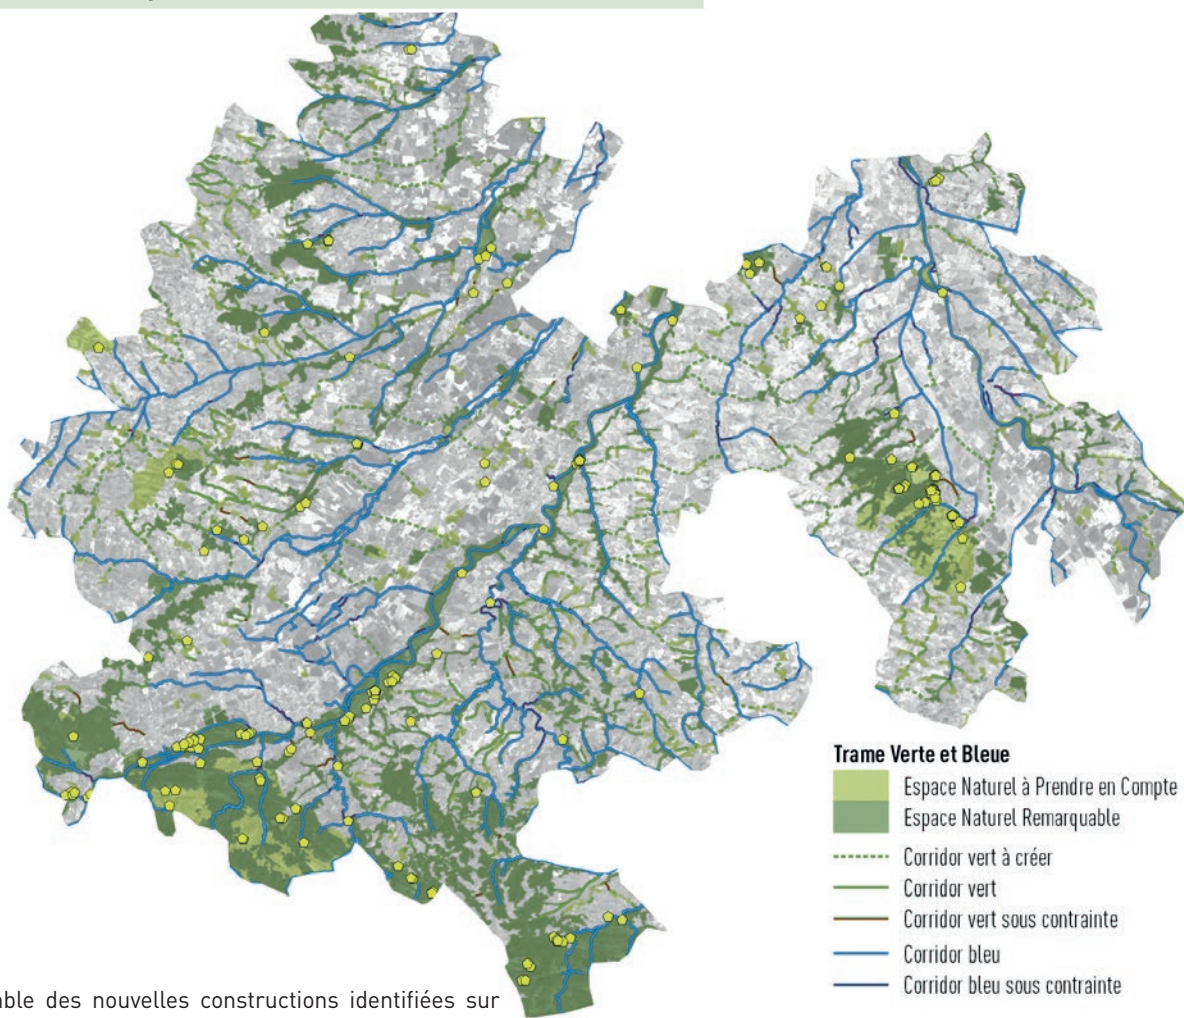 Trame Verte et Bleue
Espace Naturel à Prendre en Compte
Espace Naturel Remarquable
Corridor vert à créer
Corridor vert
Corridor vert sous contrainte
Corridor bleu
Corridor bleu sous contrainte
des nouvelles constructions identifiées sur